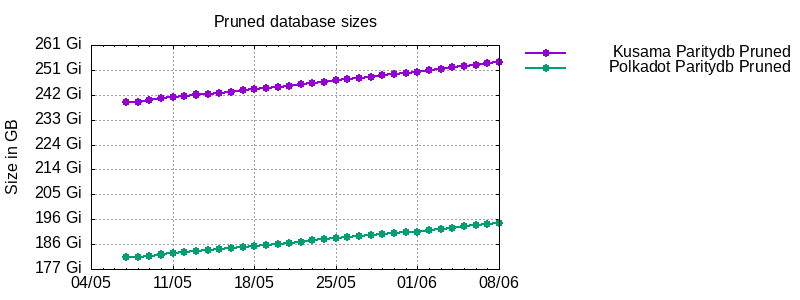 Pruned database sizes
Size in GB
261 Gi
251 Gi
242 Gi
233 Gi
224 Gi
214 Gi
205 Gi
196 Gi
186 Gi
177 Gi
04/05 11/05 18/05 25/05 01/06 08/06
Kusama Paritydb Pruned
Polkadot Paritydb Pruned